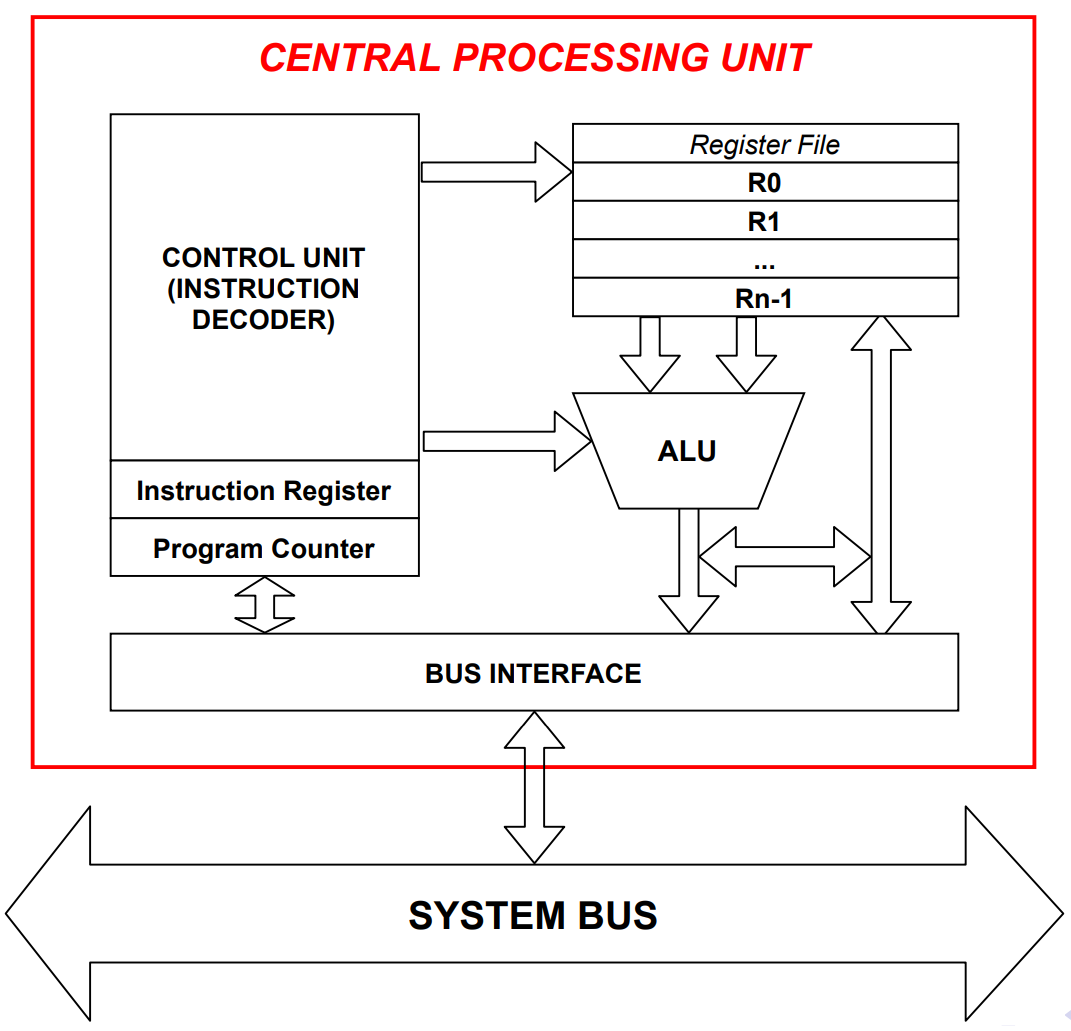 CENTRAL PROCESSING UNIT
CONTROL UNIT
(INSTRUCTION
DECODER)
Instruction Register
Program Counter
Register File
R0
R1
...
Rn-1
ALU
BUS INTERFACE
SYSTEM BUS